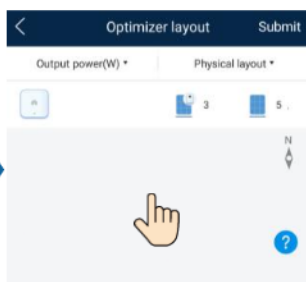 Optimizer layout Submit
Output power(W) Physical layout
3 5
N
?